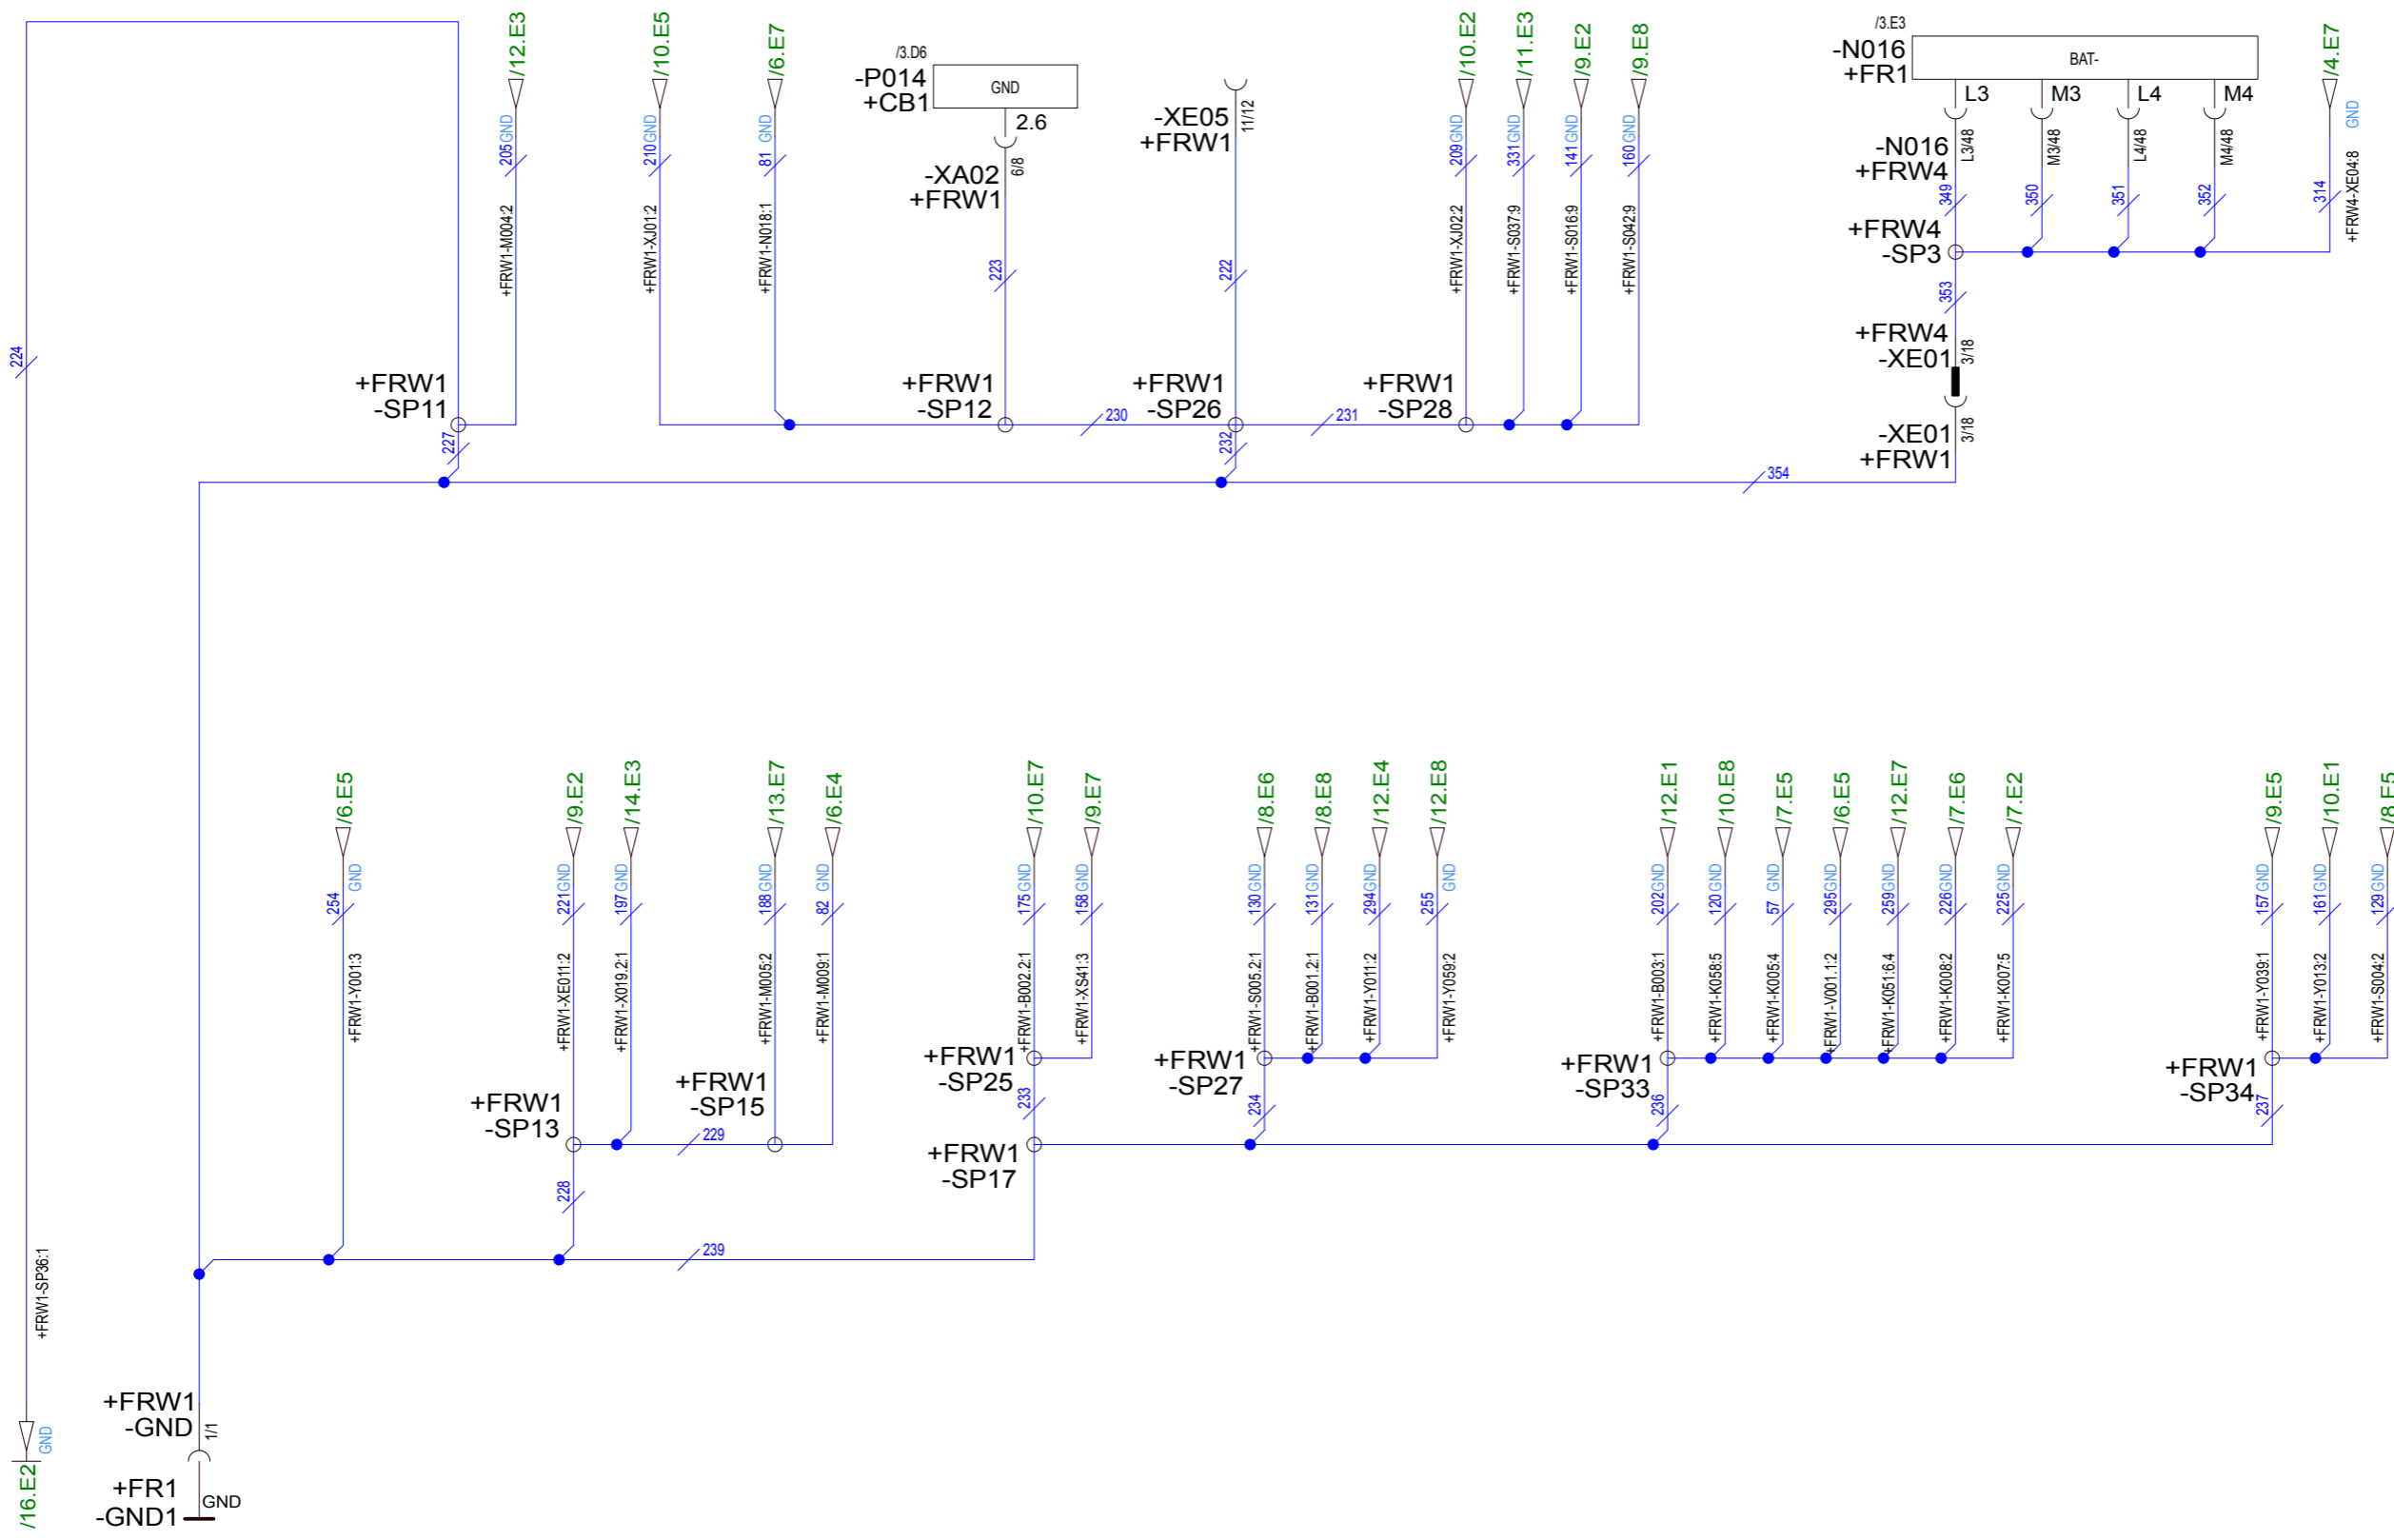 /12.E3
/10.E5
/6.E7
/10.E2
/11.E3
/9.E2
/9.E8
/4.E7
/3.D6
-P014
+CB1
GND
2.6
-XA02
+FRW1
6/8
-XE05
+FRW1
11/12
/3.E3
-N016
+FR1
BAT-
L3
M3
L4
M4
-N016
+FRW4
L3/48
M3/48
L4/48
M4/48
349
350
351
352
314
GND
+FRW4-XE04:8
205 GND
+FRW1-M004:2
210 GND
+FRW1-XJ01:2
81 GND
+FRW1-N018:1
223
222
209 GND
+FRW1-XJ02:2
331 GND
+FRW1-S037:9
141 GND
+FRW1-S016:9
160 GND
+FRW1-S042:9
+FRW4
-SP3
353
+FRW4
-XE01
3/18
-XE01
+FRW1
3/18
224
+FRW1
-SP11
227
+FRW1
-SP12
230
+FRW1
-SP26
232
231
+FRW1
-SP28
354
/6.E5
/9.E2
/14.E3
/13.E7
/6.E4
/10.E7
/9.E7
/8.E6
/8.E8
/12.E4
/12.E8
/12.E1
/10.E8
/7.E5
/6.E5
/12.E7
/7.E6
/7.E2
/9.E5
/10.E1
/8.E5
254 GND
+FRW1-Y001:3
221 GND
+FRW1-XE011:2
197 GND
+FRW1-X019.2:1
188 GND
+FRW1-M005:2
82 GND
+FRW1-M009:1
175 GND
+FRW1-B002.2:1
158 GND
+FRW1-XS41:3
130 GND
+FRW1-S005.2:1
131 GND
+FRW1-B001.2:1
294 GND
+FRW1-Y011:2
255 GND
+FRW1-Y059:2
202 GND
+FRW1-B003:1
120 GND
+FRW1-K058:5
57 GND
+FRW1-K005:4
295 GND
+FRW1-V001.1:2
259 GND
+FRW1-K051:6.4
226 GND
+FRW1-K008:2
225 GND
+FRW1-K007:5
157 GND
+FRW1-Y039:1
161 GND
+FRW1-Y013:2
129 GND
+FRW1-S004:2
+FRW1
-SP13
229
+FRW1
-SP15
+FRW1
-SP25
233
+FRW1
-SP27
234
+FRW1
-SP33
236
+FRW1
-SP34
237
+FRW1
-SP17
228
239
+FRW1-SP36:1
GND
/16.E2
+FRW1
-GND
1/1
+FR1
-GND1
GND